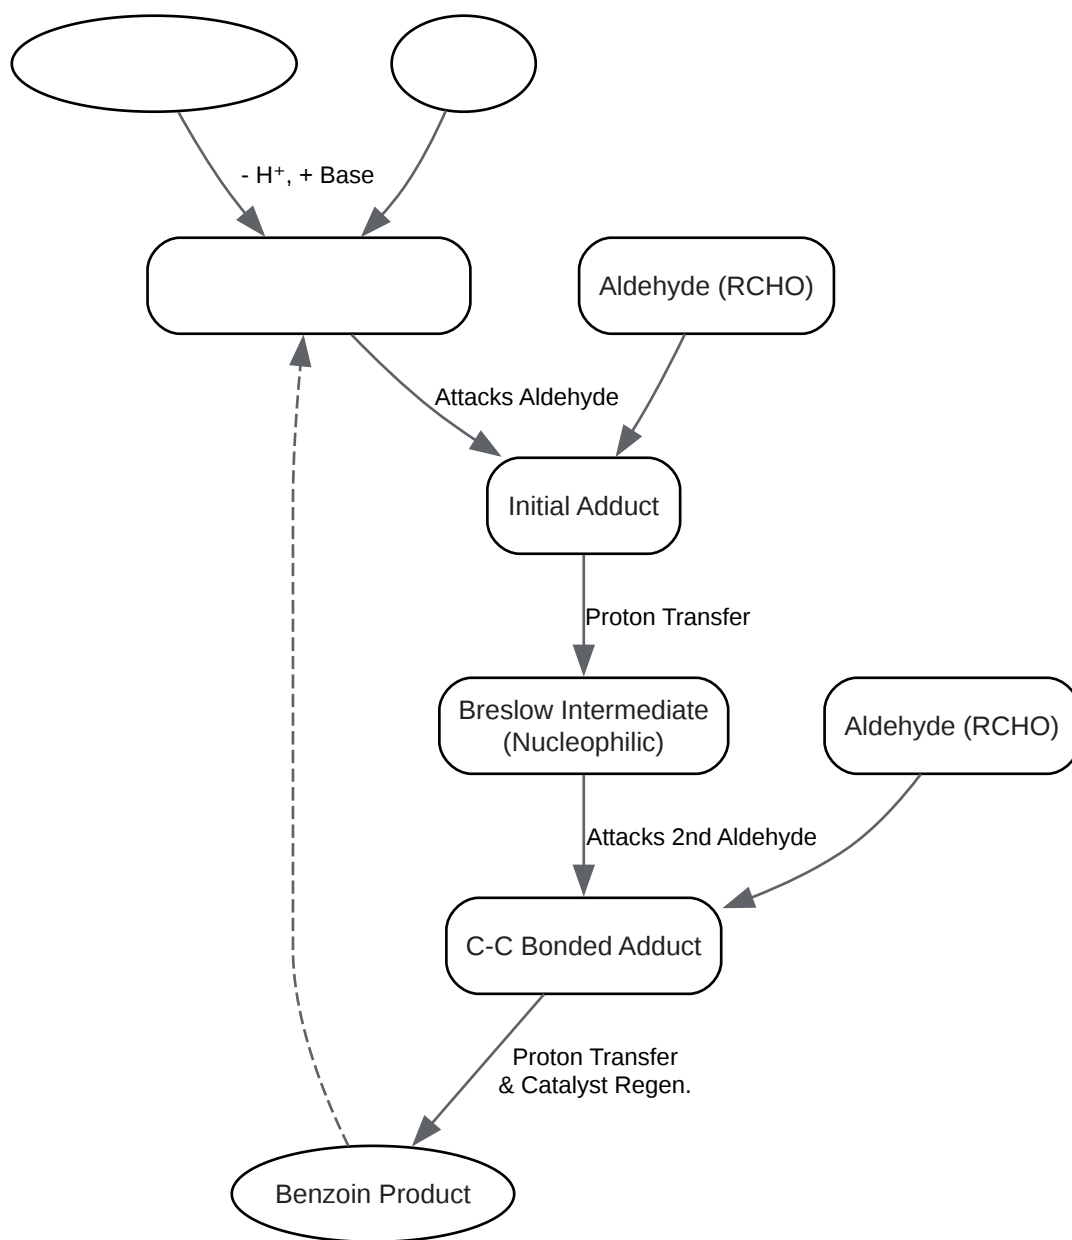 - H⁺, + Base
Aldehyde (RCHO)
Attacks Aldehyde
Initial Adduct
Proton Transfer
Breslow Intermediate
(Nucleophilic)
Aldehyde (RCHO)
Attacks 2nd Aldehyde
C-C Bonded Adduct
Proton Transfer
& Catalyst Regen.
Benzoin Product